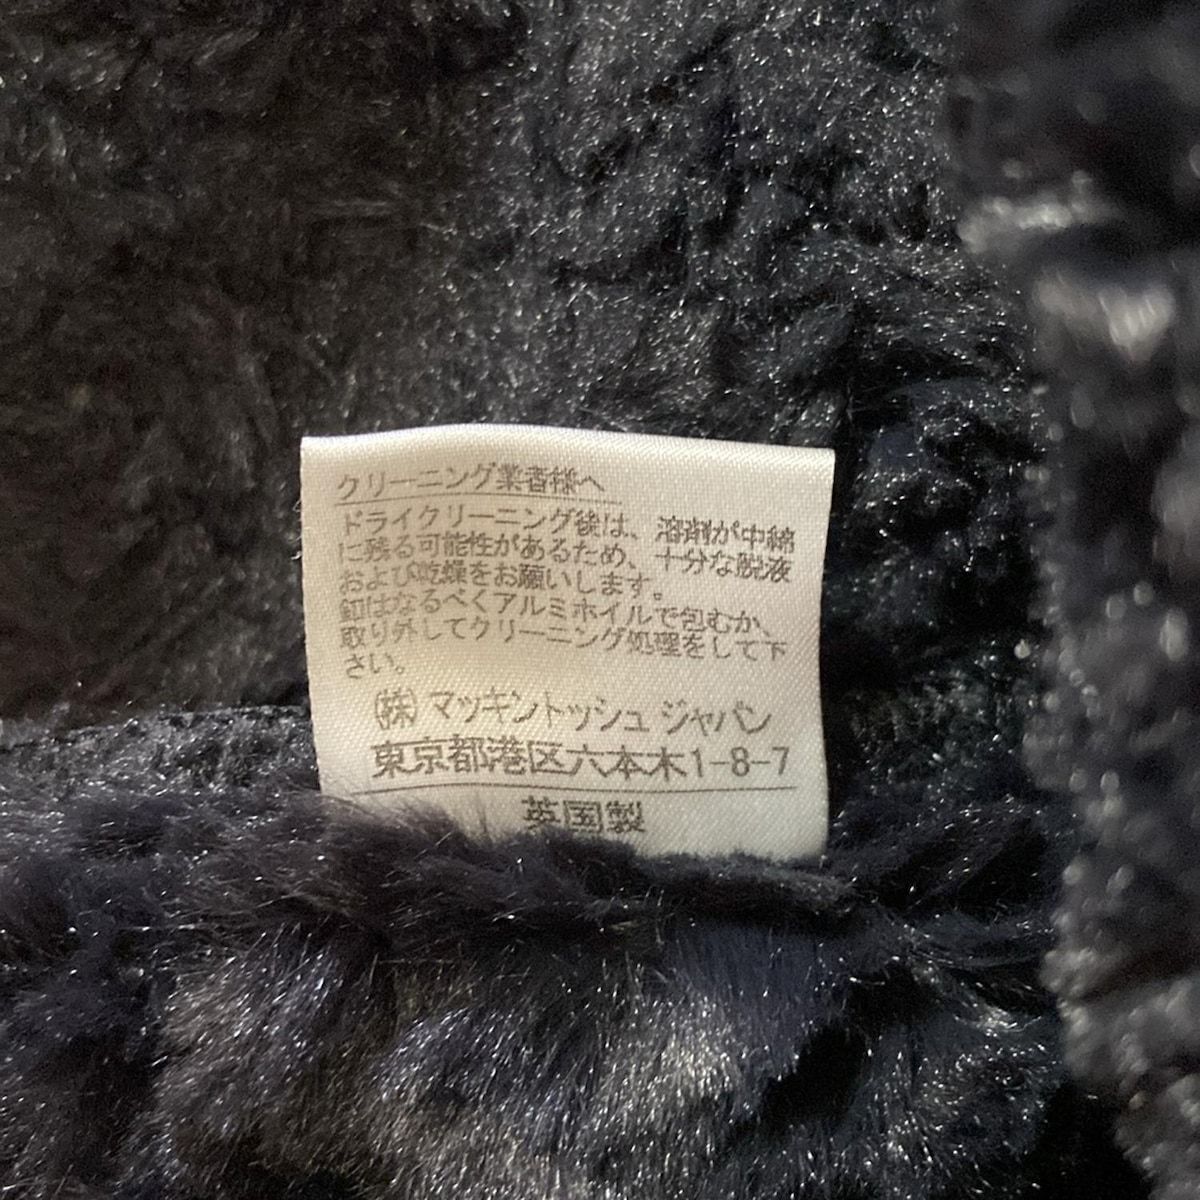 クリーニング業者様へ
ドライクリーニング後は、溶剤が中綿
に残る可能性があるため、十分な脱液
および乾燥をお願いします。
釦はなるべくアルミホイルで包むか、
取り外してクリーニング処理をして下
さい。
(株)マッキントッシュ ジャパン
東京都港区六本木1-8-7
英国製